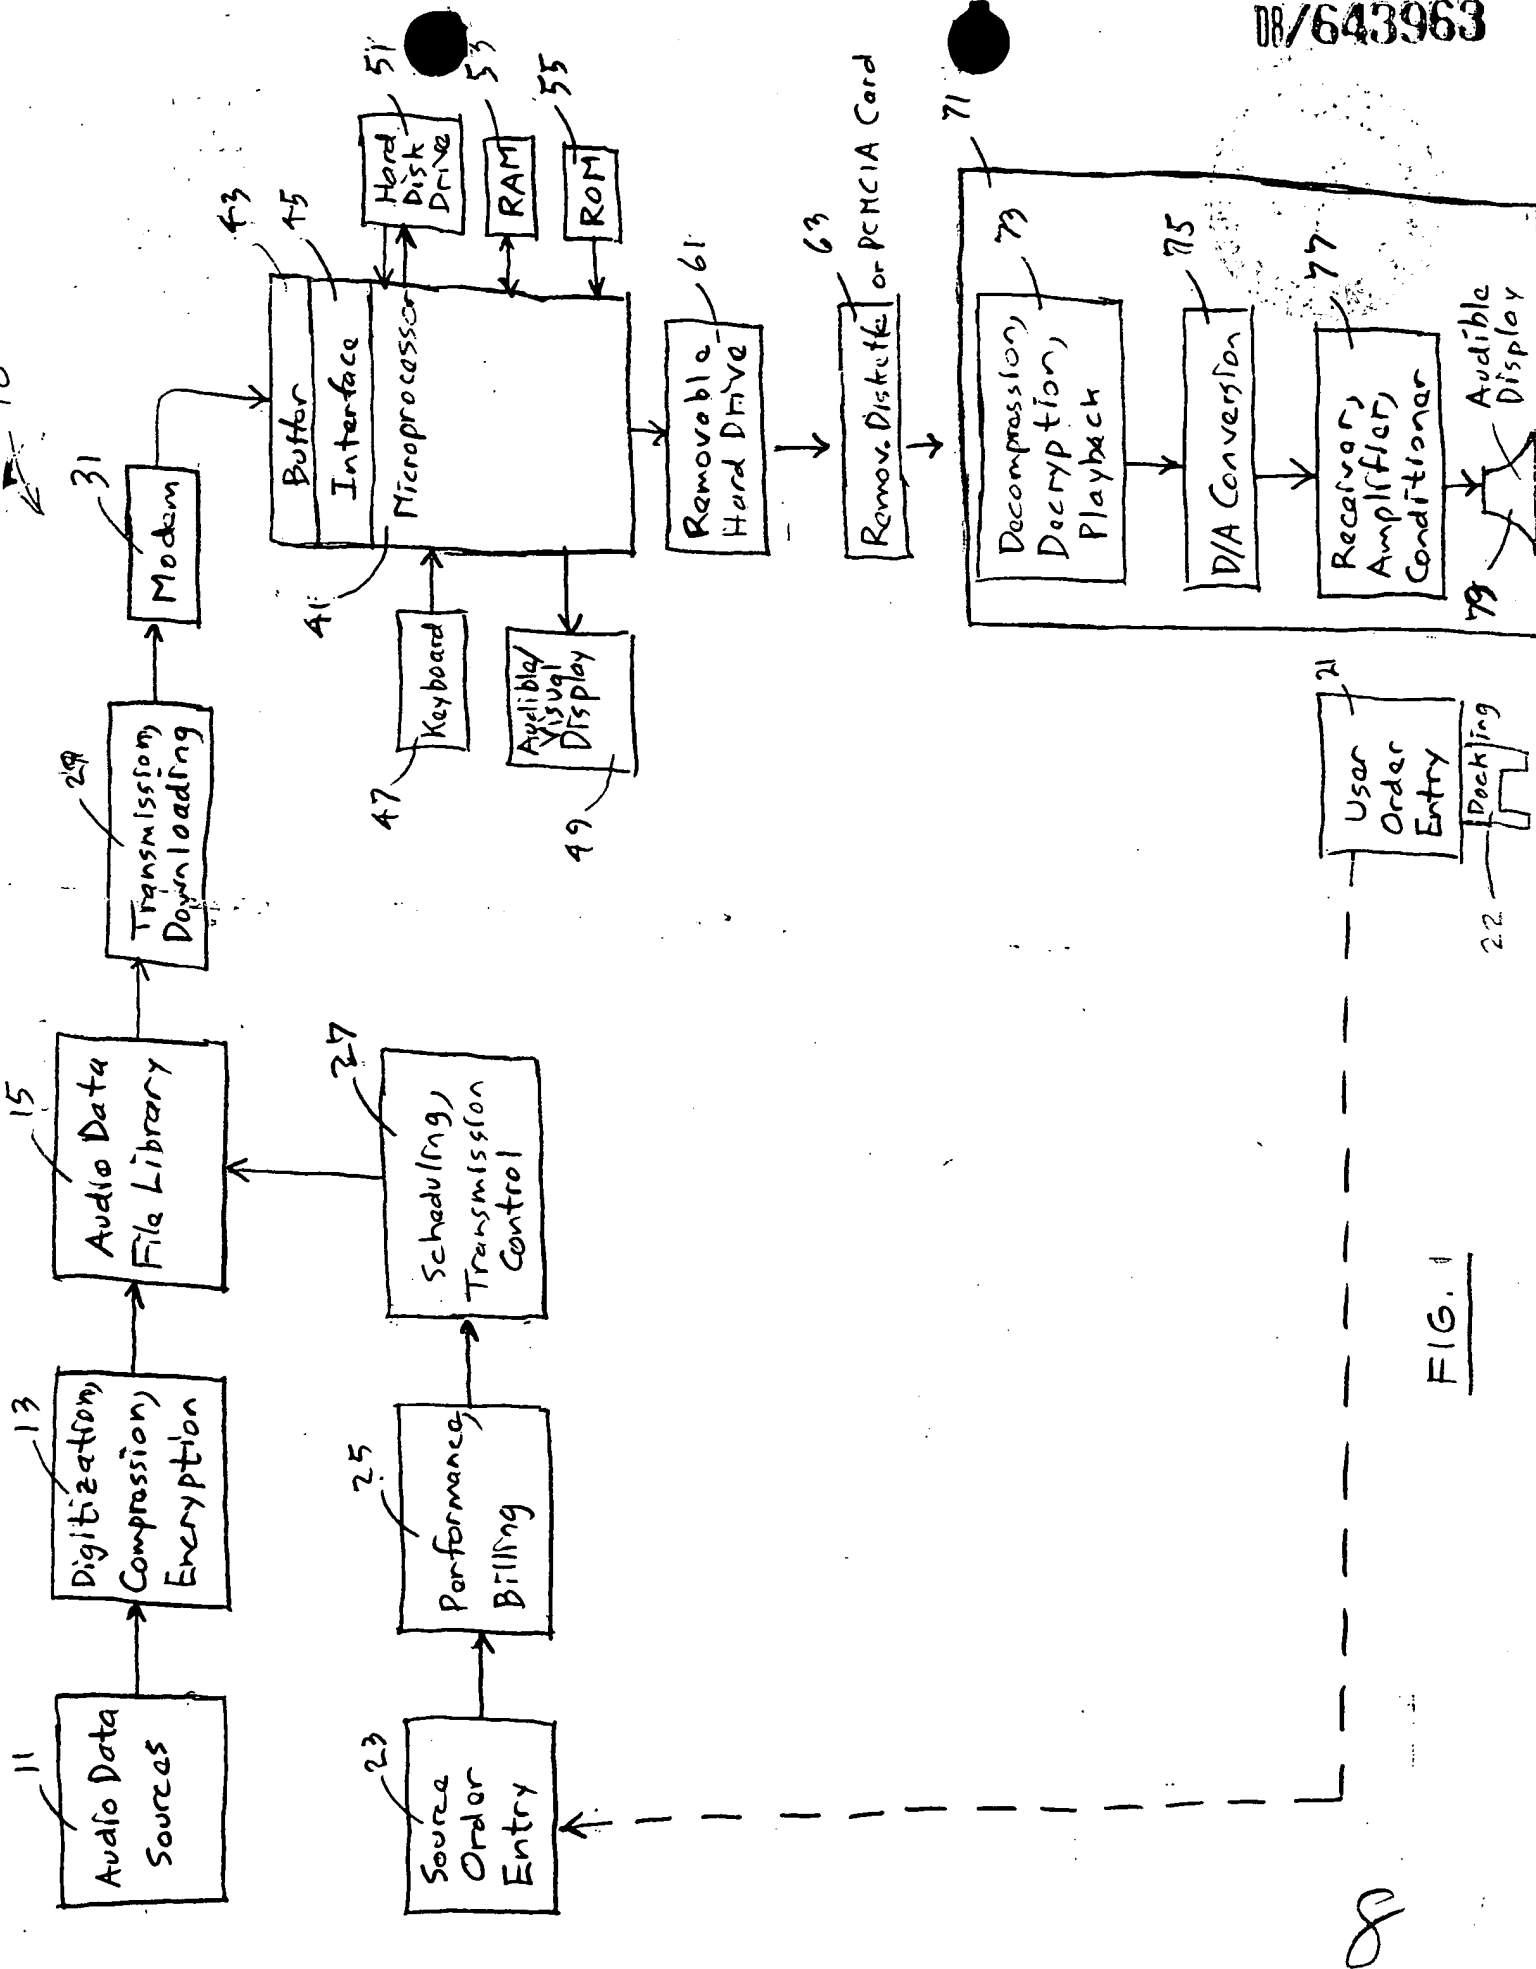 08/643963
10
11
Audio Data
Sources
13
Digitization,
Compression,
Encryption
15
Audio Data
File Library
29
Transmission,
Downloading
31
Modem
23
Source
Order
Entry
25
Performance,
Billing
27
Scheduling,
Transmission
Control
43
Buffer
45
Interface
41
Microprocessor
47
Keyboard
49
Audible/
Visual
Display
51
Hard
Disk
Drive
53
RAM
55
ROM
61
Removable
Hard Drive
63
Remov. Diskette or PCMCIA Card
71
73
Decompression,
Decryption,
Playback
75
D/A Conversion
77
Receiver,
Amplifier,
Conditioner
79
Audible
Display
21
User
Order
Entry
22
Docking
FIG. 1
8